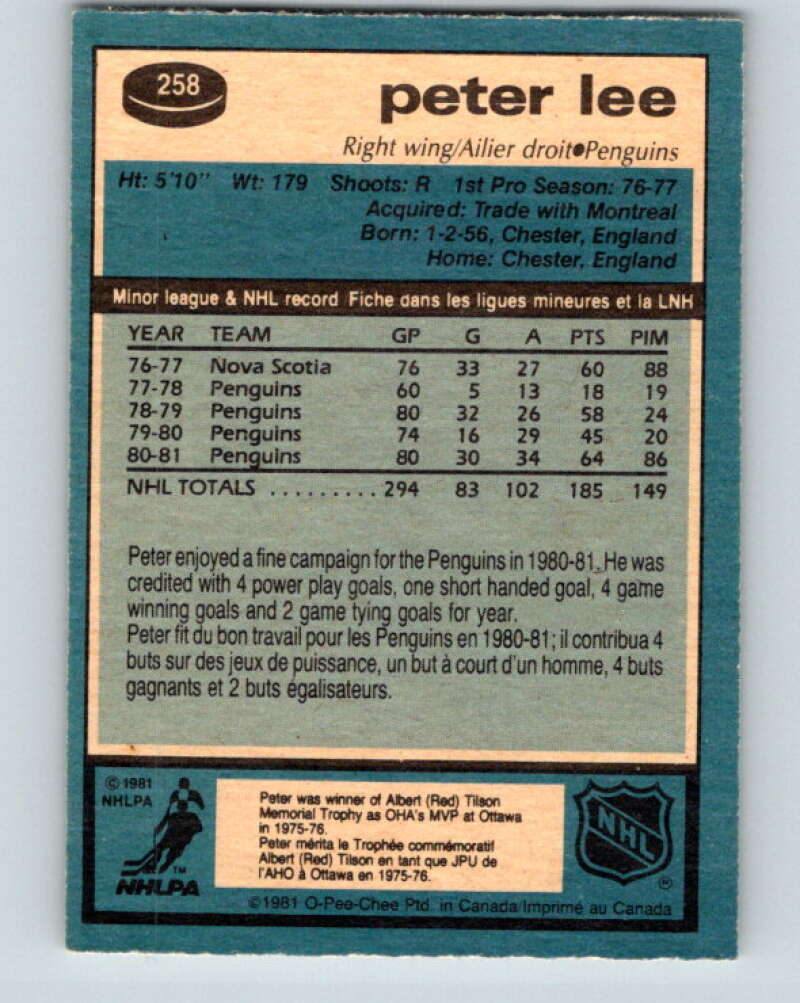 258
peter lee
Right wing/Ailier droit●Penguins
Ht: 5'10" Wt: 179 Shoots: R 1st Pro Season: 76-77
Acquired: Trade with Montreal
Born: 1-2-56, Chester, England
Home: Chester, England
Minor league & NHL record Fiche dans les ligues mineures et la LNH
YEAR TEAM GP G A PTS PIM
76-77 Nova Scotia 76 33 27 60 88
77-78 Penguins 60 5 13 18 19
78-79 Penguins 80 32 26 58 24
79-80 Penguins 74 16 29 45 20
80-81 Penguins 80 30 34 64 86
NHL TOTALS ......... 294 83 102 185 149
Peter enjoyed a fine campaign for the Penguins in 1980-81. He was
credited with 4 power play goals, one short handed goal, 4 game
winning goals and 2 game tying goals for year.
Peter fit du bon travail pour les Penguins en 1980-81; il contribua 4
buts sur des jeux de puissance, un but à court d'un homme, 4 buts
gagnants et 2 buts égalisateurs.
© 1981
NHLPA
TM
NHLPA
Peter was winner of Albert (Red) Tilson
Memorial Trophy as OHA's MVP at Ottawa
in 1975-76.
Peter mérita le Trophée commémoratif
Albert (Red) Tilson en tant que JPU de
l'AHO à Ottawa en 1975-76.
NHL
®
©1981 O-Pee-Chee Ptd. in Canada/Imprimé au Canada